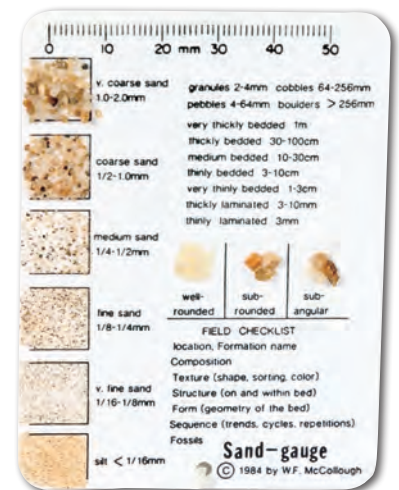 0 10 20 mm 30 40 50
v. coarse sand
1.0-2.0mm
coarse sand
1/2-1.0mm
medium sand
1/4-1/2mm
fine sand
1/8-1/4mm
v. fine sand
1/16-1/8mm
silt < 1/16mm
granules 2-4mm cobbles 64-256mm
pebbles 4-64mm boulders > 256mm
very thickly bedded 1m
thickly bedded 30-100cm
medium bedded 10-30cm
thinly bedded 3-10cm
very thinly bedded 1-3cm
thickly laminated 3-10mm
thinly laminated 3mm
well-
rounded
sub-
rounded
sub-
angular
FIELD CHECKLIST
location, Formation name
Composition
Texture (shape, sorting, color)
Structure (on and within bed)
Form (geometry of the bed)
Sequence (trends, cycles, repetitions)
Fossils
Sand-gauge
© 1984 by W.F. McCollough